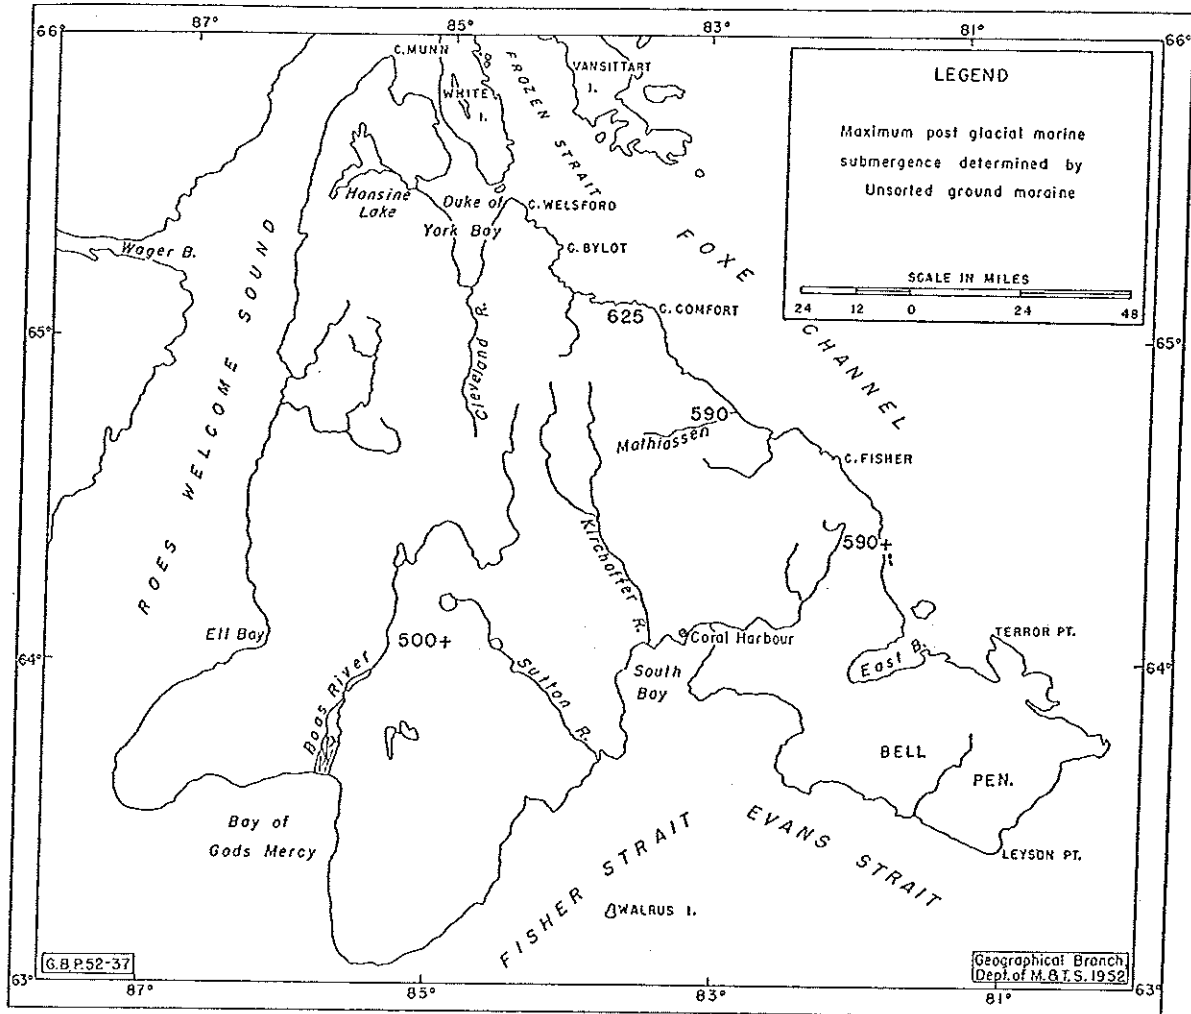 87°
85°
83°
81°
66°
66°
C. MUNN
FROZEN STRAIT
VANSITTART
I.
WHITE
I.
LEGEND
Maximum post glacial marine
submergence determined by
Unsorted ground moraine
SCALE IN MILES
24 12 0 24 48
Hansine
Lake
Duke of
York Bay
C. WELSFORD
C. BYLOT
FOXE CHANNEL
Wager B.
ROES WELCOME SOUND
625
C. COMFORT
65°
65°
Cleveland R.
590
Mathiassen
C. FISHER
Kirchoffer R.
590+
Ell Bay
500+
Coral Harbour
TERROR PT.
64°
64°
Boas River
Sutton R.
South
Bay
East B.
BELL
PEN.
Bay of
Gods Mercy
FISHER STRAIT
EVANS STRAIT
LEYSON PT.
WALRUS I.
G.B.P. 52-37
Geographical Branch,
Dept. of M. & T. S. 1952
63°
63°
87°
85°
83°
81°